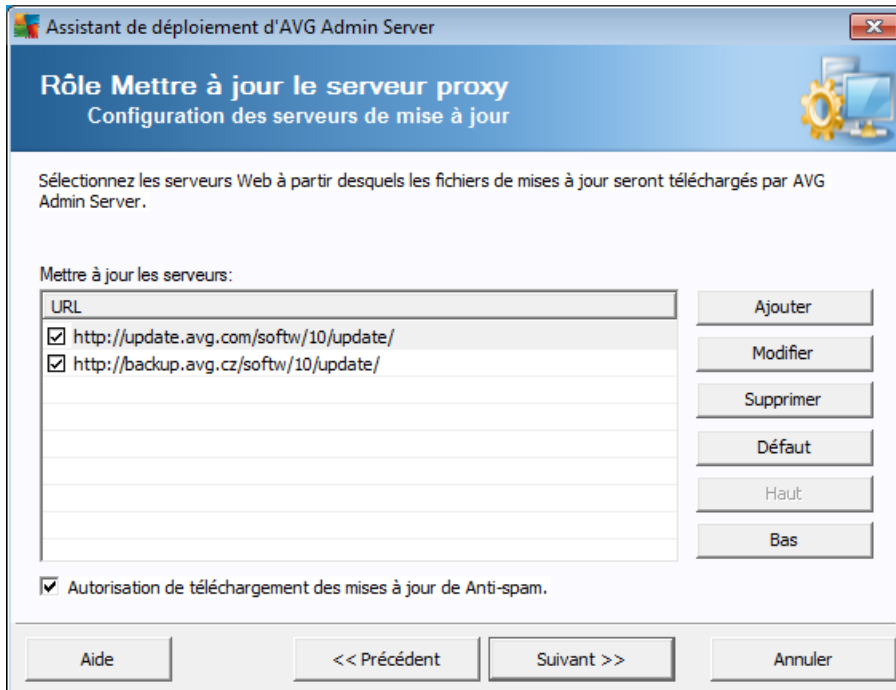 Assistant de déploiement d'AVG Admin Server
Rôle Mettre à jour le serveur proxy
Configuration des serveurs de mise à jour
Sélectionnez les serveurs Web à partir desquels les fichiers de mises à jour seront téléchargés par AVG
Admin Server.
Mettre à jour les serveurs:
URL
http://update.avg.com/softw/10/update/
http://backup.avg.cz/softw/10/update/
Ajouter
Modifier
Supprimer
Défaut
Haut
Bas
Autorisation de téléchargement des mises à jour de Anti-spam.
Aide
<< Précédent
Suivant >>
Annuler